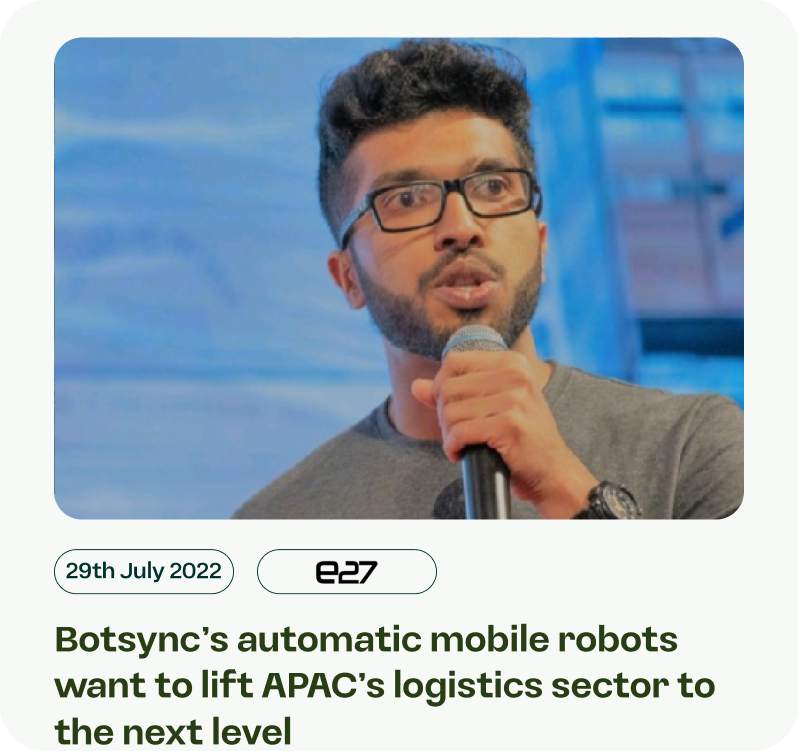 29th July 2022
e27
Botsync’s automatic mobile robots
want to lift APAC’s logistics sector to
the next level